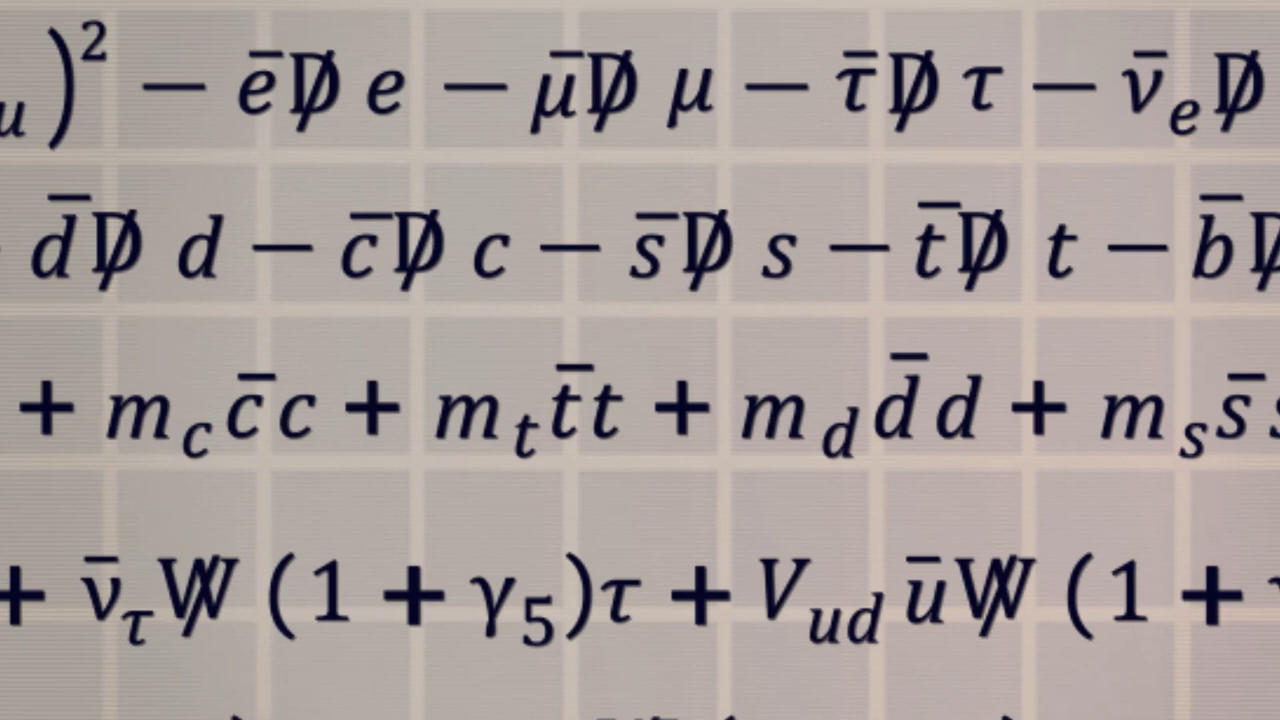 μ )² − ēD̸ e − μ̄D̸ μ − τ̄D̸ τ − ν̄ₑD̸
d̄D̸ d − c̄D̸ c − s̄D̸ s − t̄D̸ t − b̄D̸
+ m_c c̄c + m_t t̄t + m_d d̄d + m_s s̄s
+ ν̄_τ W̸ (1 + γ₅)τ + V_ud ūW̸ (1 +